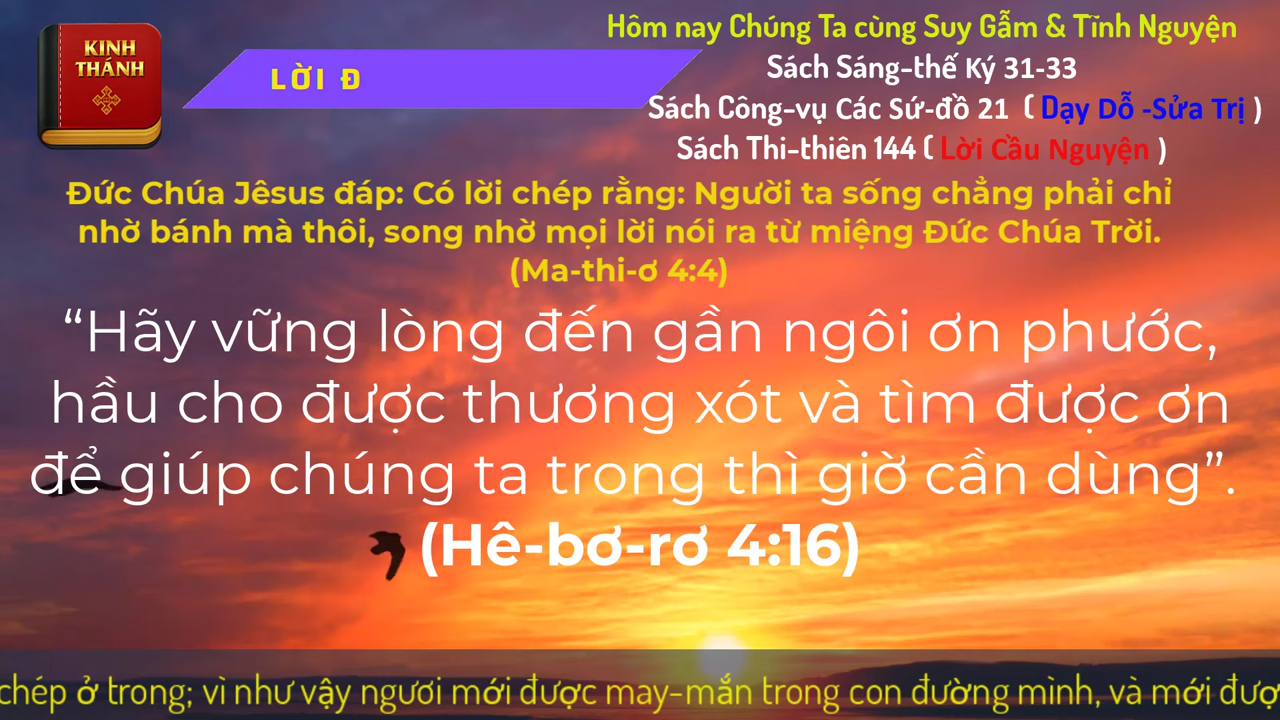 KINH
THÁNH
LỜI Đ
Hôm nay Chúng Ta cùng Suy Gẫm & Tĩnh Nguyện
Sách Sáng-thế Ký 31-33
Sách Công-vụ Các Sứ-đồ 21 ( Dạy Dỗ -Sửa Trị )
Sách Thi-thiên 144 ( Lời Cầu Nguyện )
Đức Chúa Jêsus đáp: Có lời chép rằng: Người ta sống chẳng phải chỉ
nhờ bánh mà thôi, song nhờ mọi lời nói ra từ miệng Đức Chúa Trời.
(Ma-thi-ơ 4:4)
“Hãy vững lòng đến gần ngôi ơn phước,
hầu cho được thương xót và tìm được ơn
để giúp chúng ta trong thì giờ cần dùng”.
(Hê-bơ-rơ 4:16)
chép ở trong; vì như vậy ngươi mới được may-mắn trong con đường mình, và mới đượ